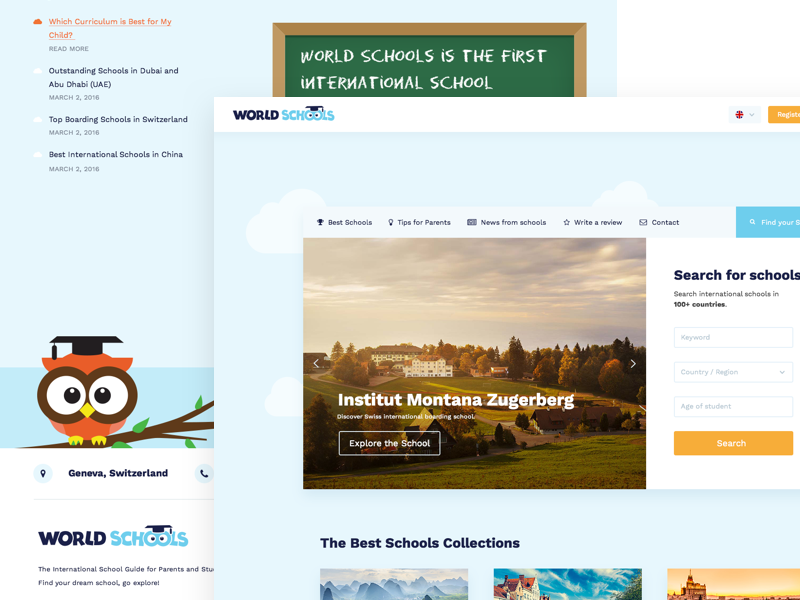 Which Curriculum is Best for My
Child?
READ MORE
Outstanding Schools in Dubai and
Abu Dhabi (UAE)
MARCH 2, 2016
Top Boarding Schools in Switzerland
MARCH 2, 2016
Best International Schools in China
MARCH 2, 2016
WORLD SCHOOLS IS THE FIRST
INTERNATIONAL SCHOOL
WORLD SCHOOLS
Best Schools
Tips for Parents
News from schools
Write a review
Contact
Find your
Institut Montana Zugerberg
Discover Swiss international boarding school.
Explore the School
Search for schools
Search international schools in
100+ countries.
Keyword
Country / Region
Age of student
Search
Geneva, Switzerland
WORLD SCHOOLS
The International School Guide for Parents and
Find your dream school, go explore!
The Best Schools Collections